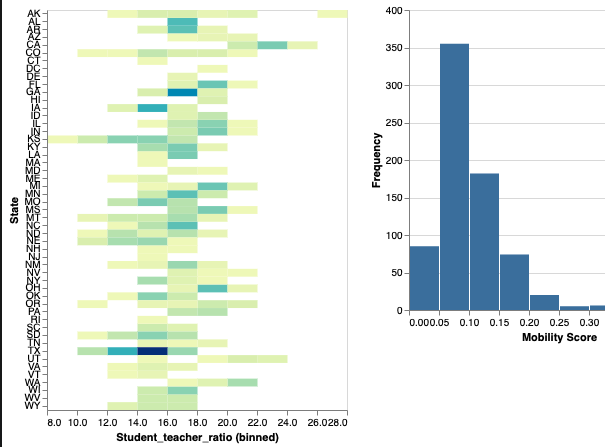 AK
AL
AR
AZ
CA
CO
CT
DC
DE
FL
GA
HI
IA
ID
IL
IN
KS
KY
LA
MA
MD
ME
MI
MN
MO
MS
MT
NC
ND
NE
NH
NJ
NM
NV
NY
OH
OK
OR
PA
RI
SC
SD
TN
TX
UT
VA
VT
WA
WI
WV
WY
State
8.0 10.0 12.0 14.0 16.0 18.0 20.0 22.0 24.0 26.0 28.0
Student_teacher_ratio (binned)
400
350
300
250
200
150
100
50
0
Frequency
0.00 0.05 0.10 0.15 0.20 0.25 0.30
Mobility Score